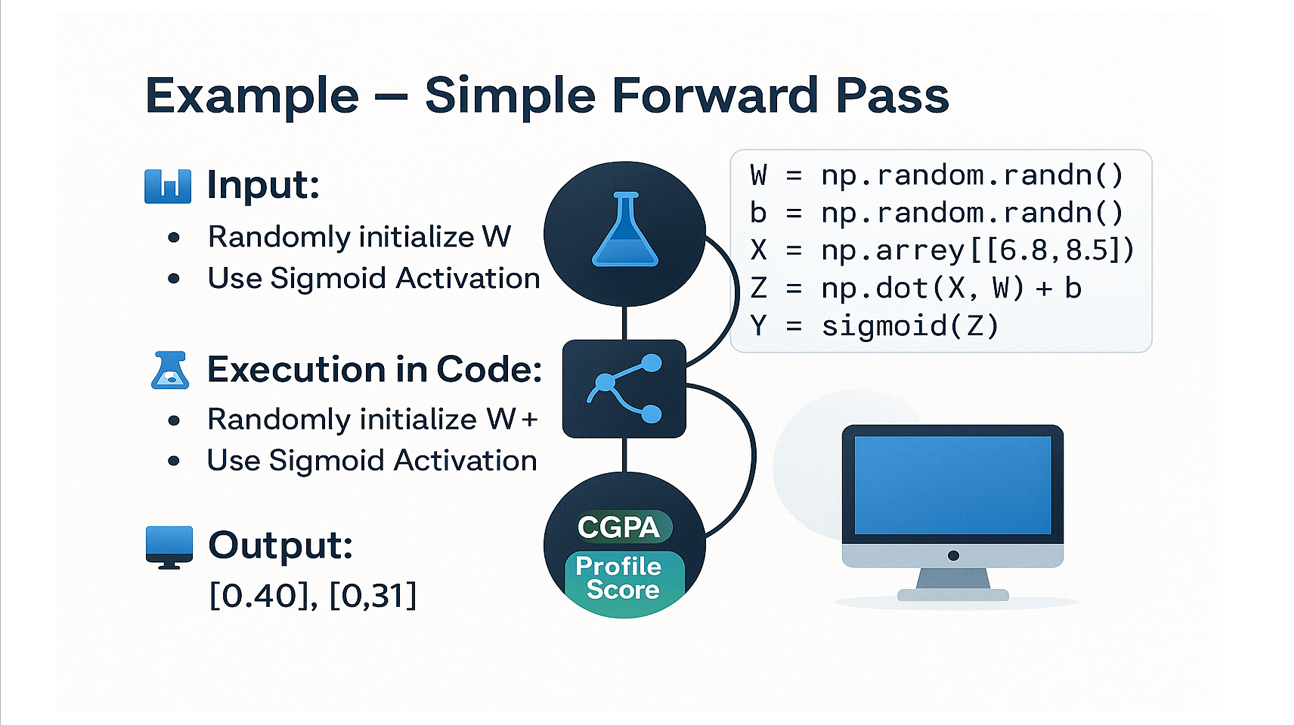 Example – Simple Forward Pass
Input:
• Randomly initialize W
• Use Sigmoid Activation
Execution in Code:
• Randomly initialize W +
• Use Sigmoid Activation
Output:
[0.40], [0,31]
CGPA
Profile
Score
W = np.random.randn()
b = np.random.randn()
X = np.arrey[[6.8, 8.5])
Z = np.dot(X, W) + b
Y = sigmoid(Z)